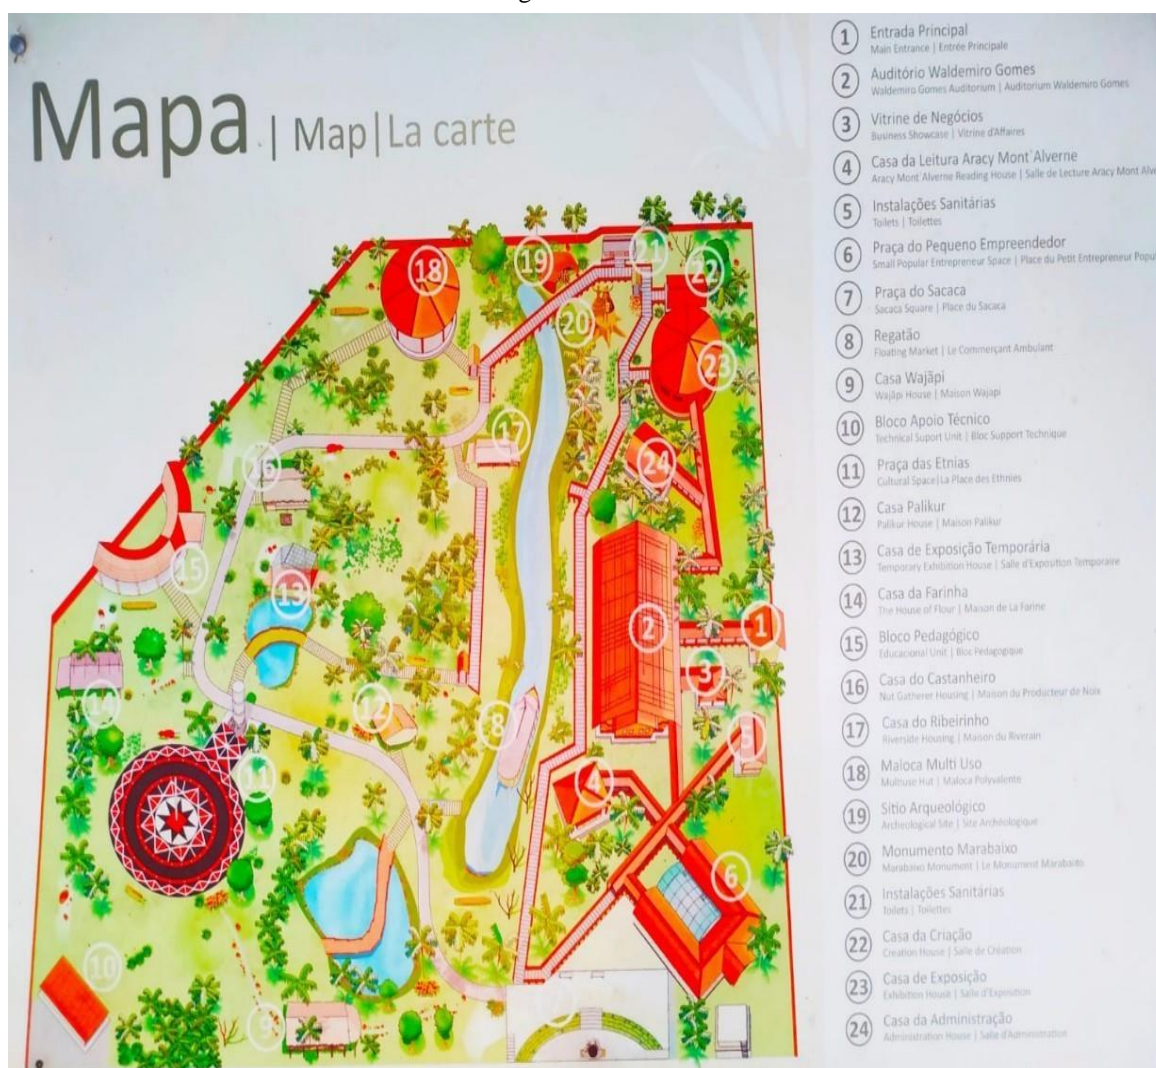 Mapa | Map | La carte
1 Entrada Principal
Main Entrance | Entrée Principale
2 Auditório Waldemiro Gomes
Waldemiro Gomes Auditorium | Auditorium Waldemiro Gomes
3 Vitrine de Negócios
Business Showcase | Vitrine d'Affaires
4 Casa da Leitura Aracy Mont`Alverne
Aracy Mont`Alverne Reading House | Salle de Lecture Aracy Mont
5 Instalações Sanitárias
Toilets | Toilettes
6 Praça do Pequeno Empreendedor
Small Popular Entrepreneur Space | Place du Petit Entrepreneur
7 Praça do Sacaca
Sacaca Square | Place du Sacaca
8 Regatão
Floating Market | Le Commerçant Ambulant
9 Casa Wajãpi
Wajãpi House | Maison Wajapi
10 Bloco Apoio Técnico
Technical Suport Unit | Bloc Support Technique
11 Praça das Etnias
Cultural Space|La Place des Ethnies
12 Casa Palikur
Palikur House | Maison Palikur
13 Casa de Exposição Temporária
Temporary Exhibition House | Salle d'Exposition Temporaire
14 Casa da Farinha
The House of Flour | Maison de La Farine
15 Bloco Pedagógico
Educacional Unit | Bloc Pédagogique
16 Casa do Castanheiro
Nut Gatherer Housing | Maison du Producteur de Noix
17 Casa do Ribeirinho
Riverside Housing | Maison du Riverain
18 Maloca Multi Uso
Multiuse Hut | Maloca Polyvalente
19 Sítio Arqueológico
Archeological Site | Site Archéologique
20 Monumento Marabaixo
Marabaixo Monument | Le Monument Marabaixo
21 Instalações Sanitárias
Toilets | Toilettes
22 Casa da Criação
Creation House | Salle de Création
23 Casa de Exposição
Exhibition House | Salle d'Exposition
24 Casa da Administração
Administration House | Salle d'Administration
21
19
18
22
20
23
17
24
16
15
13
2
1
3
14
12
8
5
11
4
6
10
9